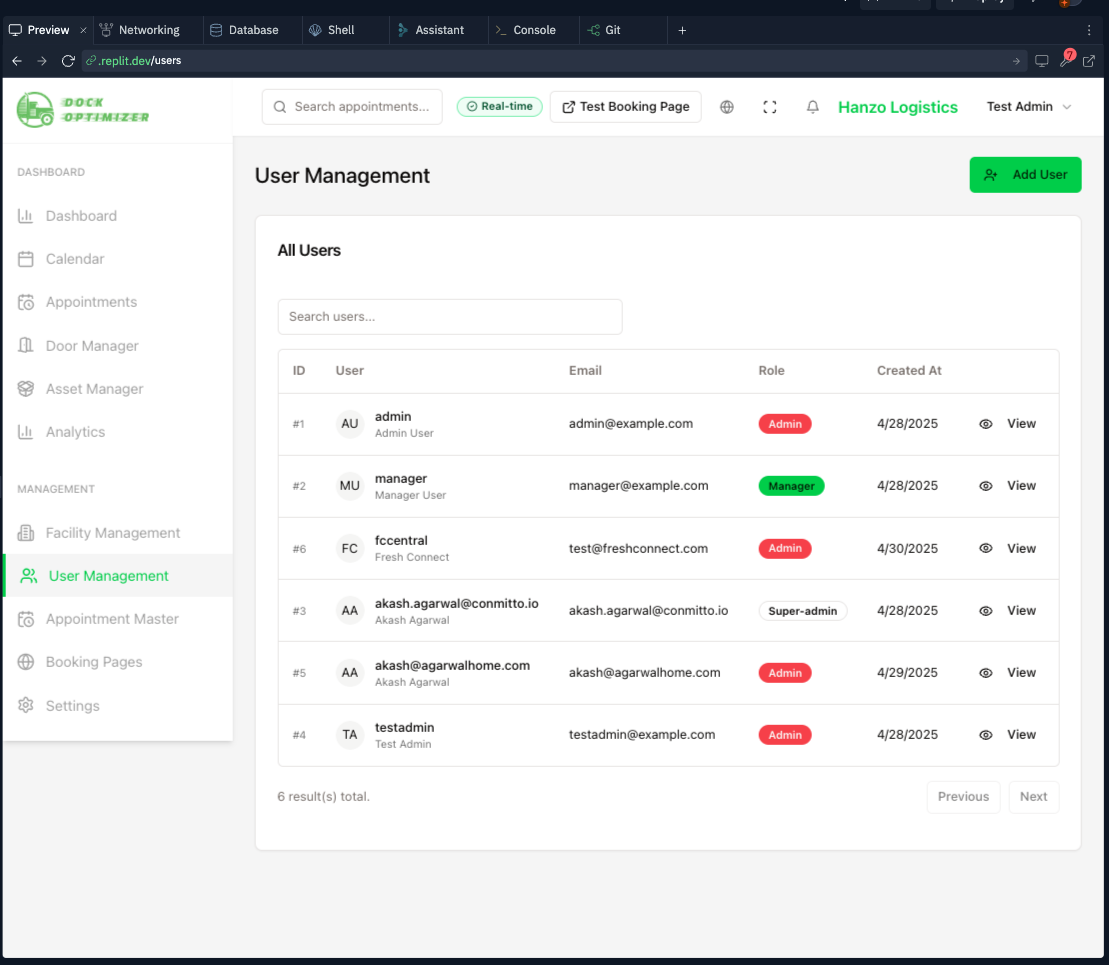 Preview × Networking Database Shell Assistant Console Git +
.replit.dev/users 7
DOCK
OPTIMIZER
Search appointments... Real-time Test Booking Page Hanzo Logistics Test Admin
DASHBOARD
Dashboard
Calendar
Appointments
Door Manager
Asset Manager
Analytics
MANAGEMENT
Facility Management
User Management
Appointment Master
Booking Pages
Settings
User Management Add User
All Users
Search users...
ID User Email Role Created At
#1 AU admin admin@example.com Admin 4/28/2025 View
Admin User
#2 MU manager manager@example.com Manager 4/28/2025 View
Manager User
#6 FC fccentral test@freshconnect.com Admin 4/30/2025 View
Fresh Connect
#3 AA akash.agarwal@conmitto.io akash.agarwal@conmitto.io Super-admin 4/28/2025 View
Akash Agarwal
#5 AA akash@agarwalhome.com akash@agarwalhome.com Admin 4/29/2025 View
Akash Agarwal
#4 TA testadmin testadmin@example.com Admin 4/28/2025 View
Test Admin
6 result(s) total. Previous Next